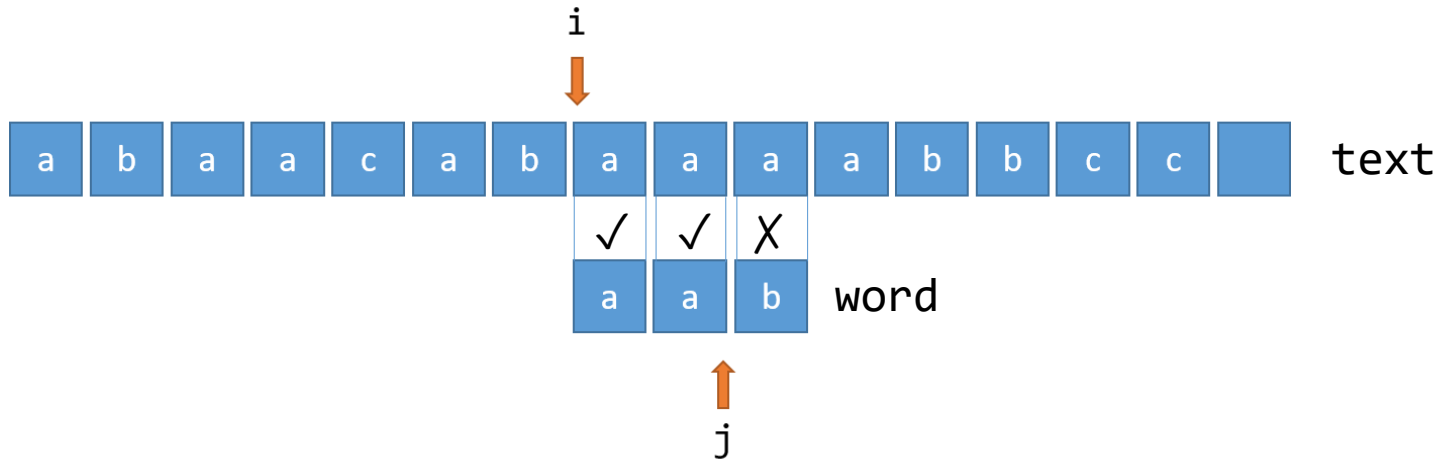 i
a b a a c a b a a a a b b c c text
✓ ✓ ✗
a a b word
j